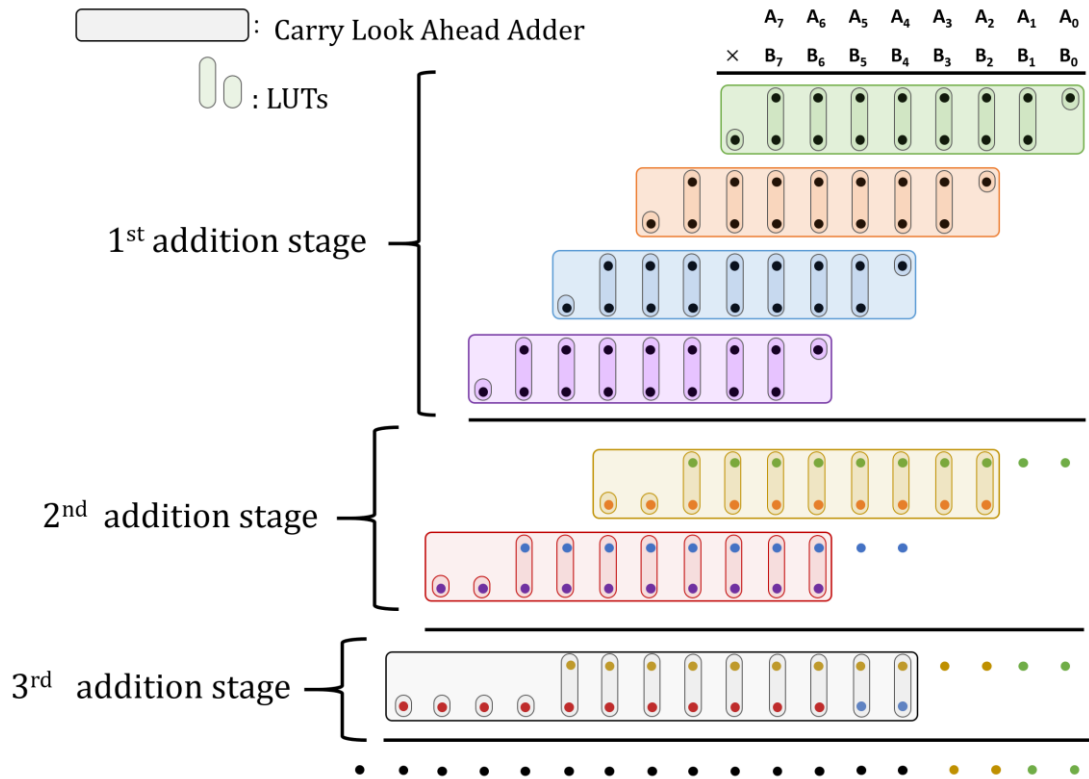 : Carry Look Ahead Adder
: LUTs
A₇ A₆ A₅ A₄ A₃ A₂ A₁ A₀
× B₇ B₆ B₅ B₄ B₃ B₂ B₁ B₀
1ˢᵗ addition stage
2ⁿᵈ addition stage
3ʳᵈ addition stage